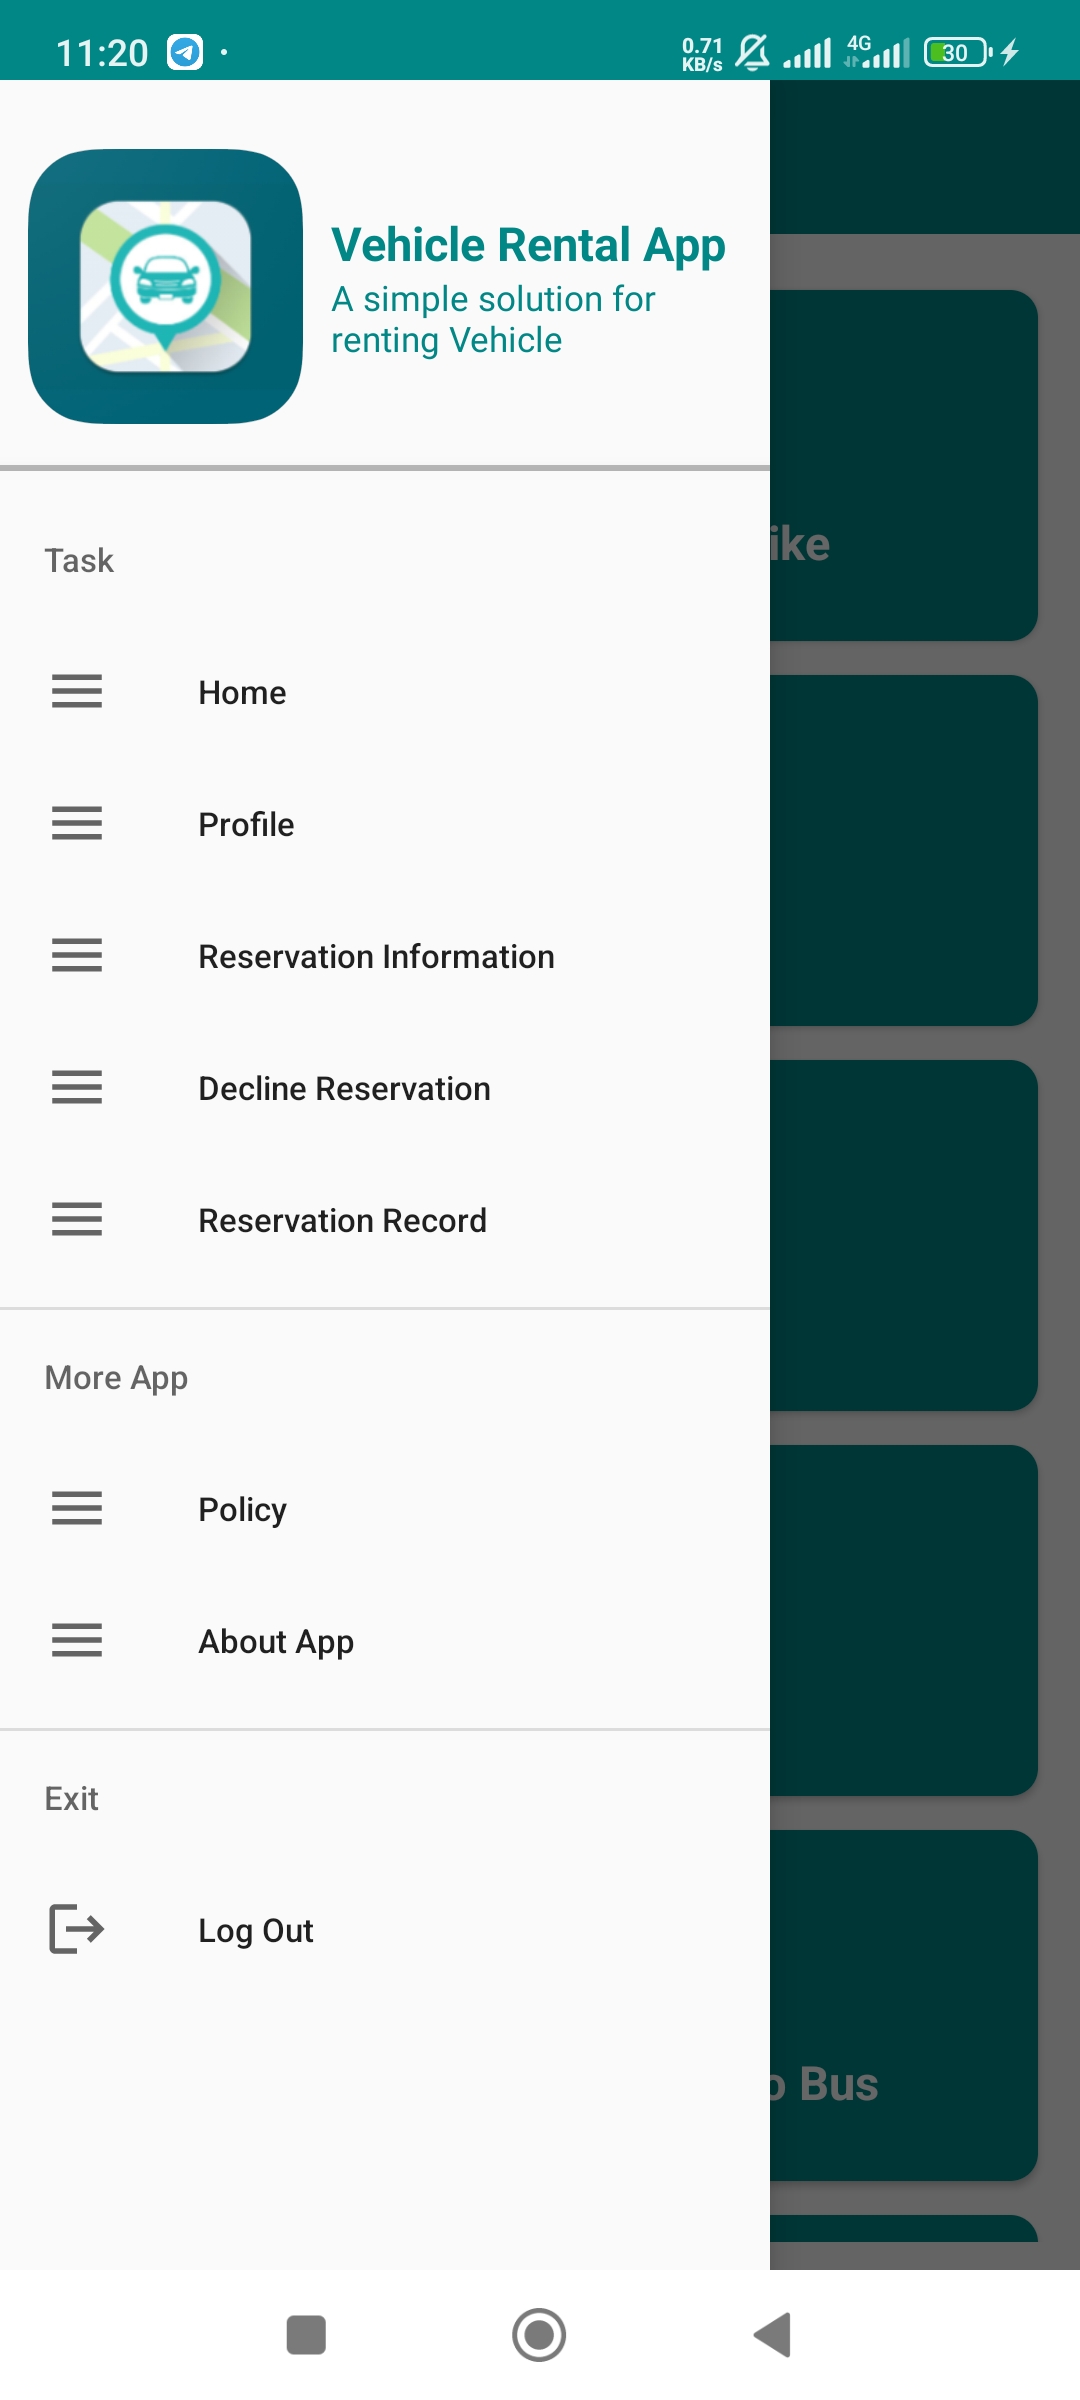 11:20
0.71
KB/s
4G
30
Vehicle Rental App
A simple solution for
renting Vehicle
Task
Home
Profile
Reservation Information
Decline Reservation
Reservation Record
More App
Policy
About App
Exit
Log Out
ike
o Bus